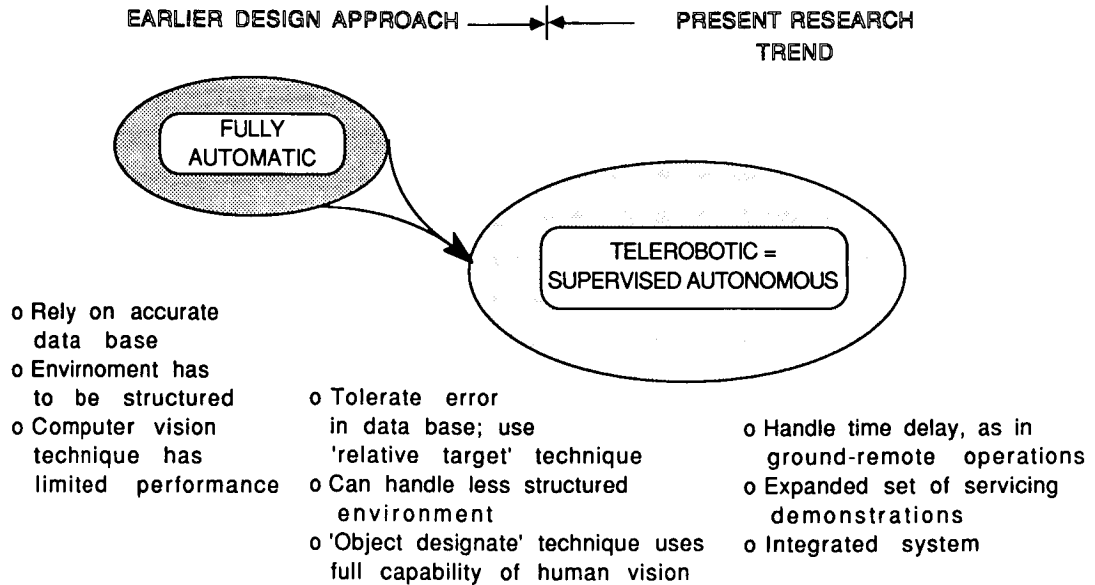 EARLIER DESIGN APPROACH
PRESENT RESEARCH
TREND
FULLY
AUTOMATIC
TELEROBOTIC =
SUPERVISED AUTONOMOUS
o Rely on accurate
data base
o Envirnoment has
to be structured
o Computer vision
technique has
limited performance
o Tolerate error
in data base; use
'relative target' technique
o Can handle less structured
environment
o 'Object designate' technique uses
full capability of human vision
o Handle time delay, as in
ground-remote operations
o Expanded set of servicing
demonstrations
o Integrated system